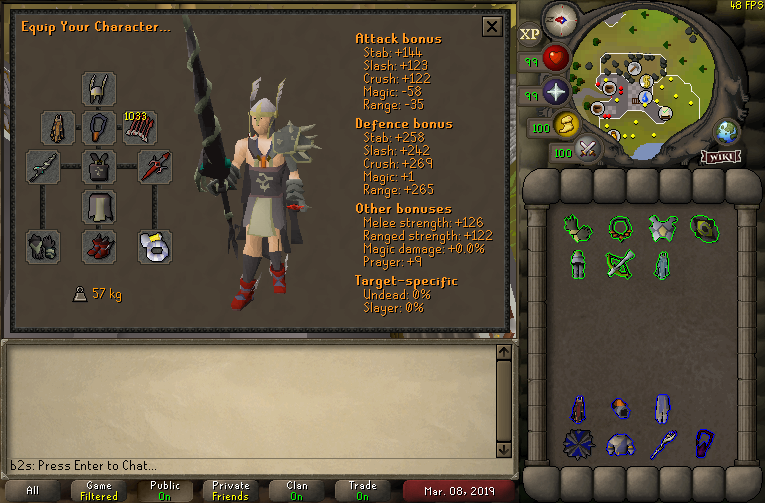 Equip Your Character...
1033
57 kg
Attack bonus
Stab: +144
Slash: +123
Crush: +122
Magic: -58
Range: -35
Defence bonus
Stab: +258
Slash: +242
Crush: +269
Magic: +1
Range: +265
Other bonuses
Melee strength: +126
Ranged strength: +122
Magic damage: +0.0%
Prayer: +9
Target-specific
Undead: 0%
Slayer: 0%
48 FPS
XP
99
99
100
100
WIKI
b2s: Press Enter to Chat...
All
Game
Filtered
Public
On
Private
Friends
Clan
On
Trade
On
Mar. 08, 2019